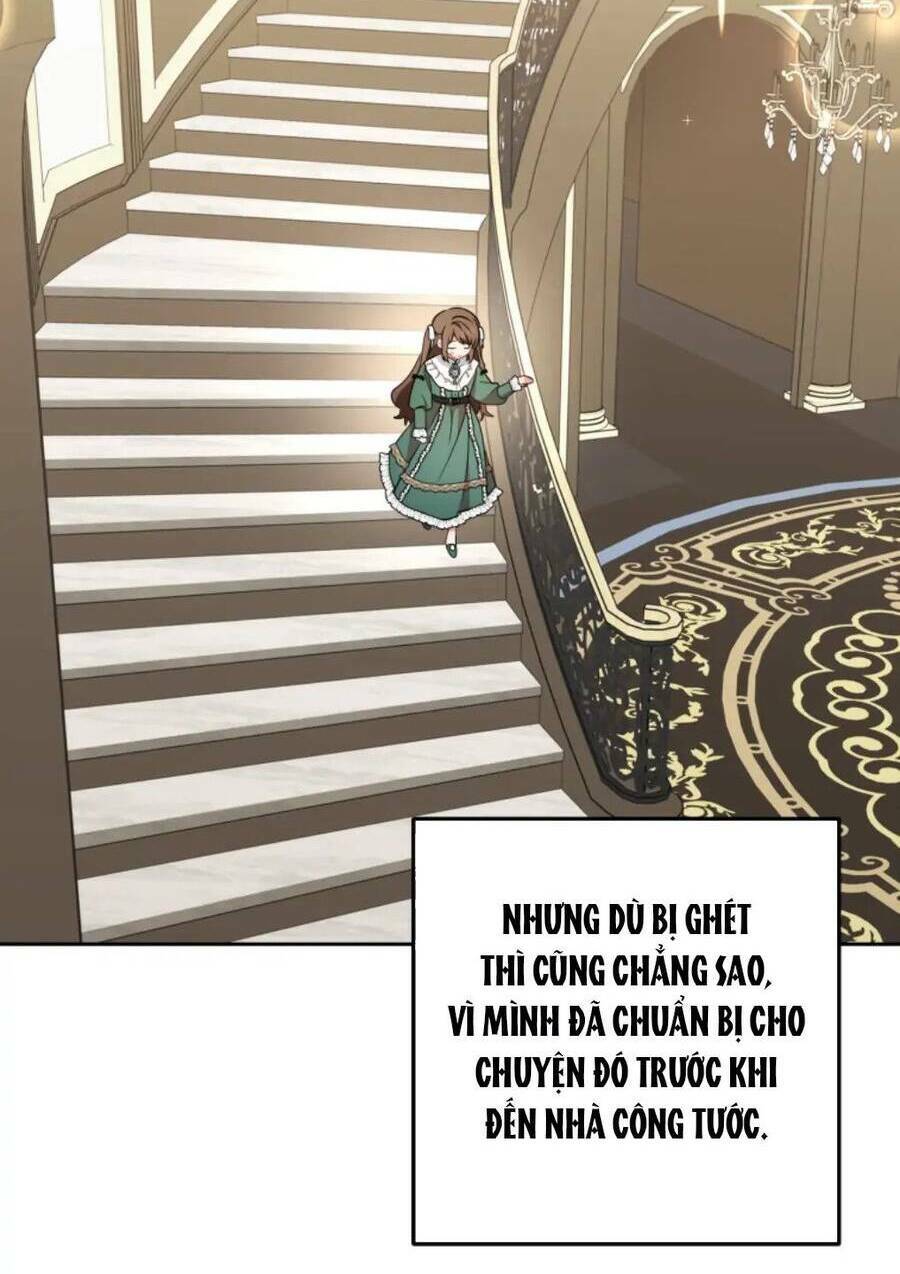 NHƯNG DÙ BỊ GHÉT
THÌ CŨNG CHẲNG SAO,
VÌ MÌNH ĐÃ CHUẨN BỊ CHO
CHUYỆN ĐÓ TRƯỚC KHI
ĐẾN NHÀ CÔNG TƯỚC.